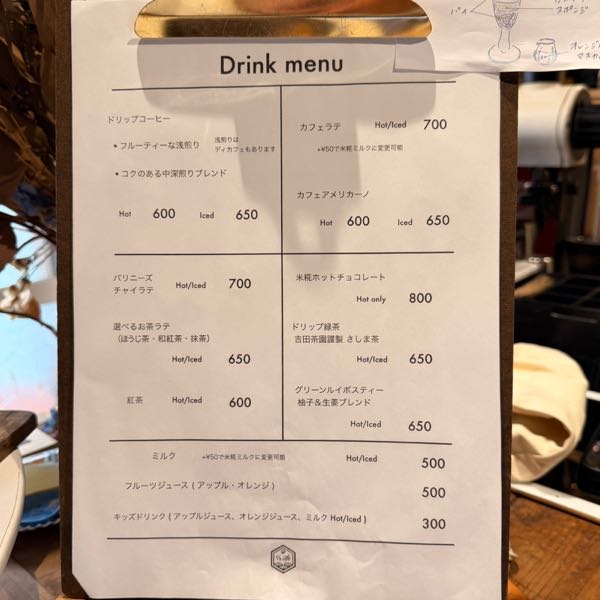 パイ
スポンジ
Drink menu
ドリップコーヒー
• フルーティーな浅煎り
浅煎りは
ディカフェもあります
• コクのある中深煎りブレンド
Hot 600 Iced 650
カフェラテ Hot/Iced 700
+¥50で米糀ミルクに変更可能
カフェアメリカーノ
Hot 600 Iced 650
バリニーズ
チャイラテ Hot/Iced 700
選べるお茶ラテ
(ほうじ茶・和紅茶・抹茶)
Hot/Iced 650
紅茶 Hot/Iced 600
米糀ホットチョコレート
Hot only 800
ドリップ緑茶
吉田茶園謹製 さしま茶
Hot/Iced 650
グリーンルイボスティー
柚子&生姜ブレンド
Hot/Iced 650
ミルク +¥50で米糀ミルクに変更可能 Hot/Iced 500
フルーツジュース ( アップル・オレンジ ) 500
キッズドリンク ( アップルジュース、オレンジジュース、ミルク Hot/Iced ) 300